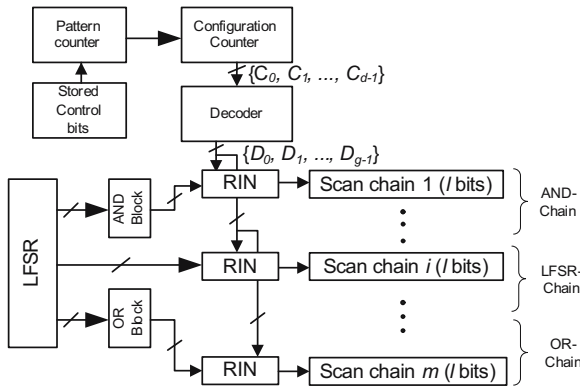 Pattern
counter
Configuration
Counter
Stored
Control
bits
{C0, C1, ..., Cd-1}
Decoder
{D0, D1, ..., Dg-1}
LFSR
AND
Block
RIN
Scan chain 1 (l bits)
AND-
Chain
RIN
Scan chain i (l bits)
LFSR-
Chain
OR
Block
RIN
Scan chain m (l bits)
OR-
Chain